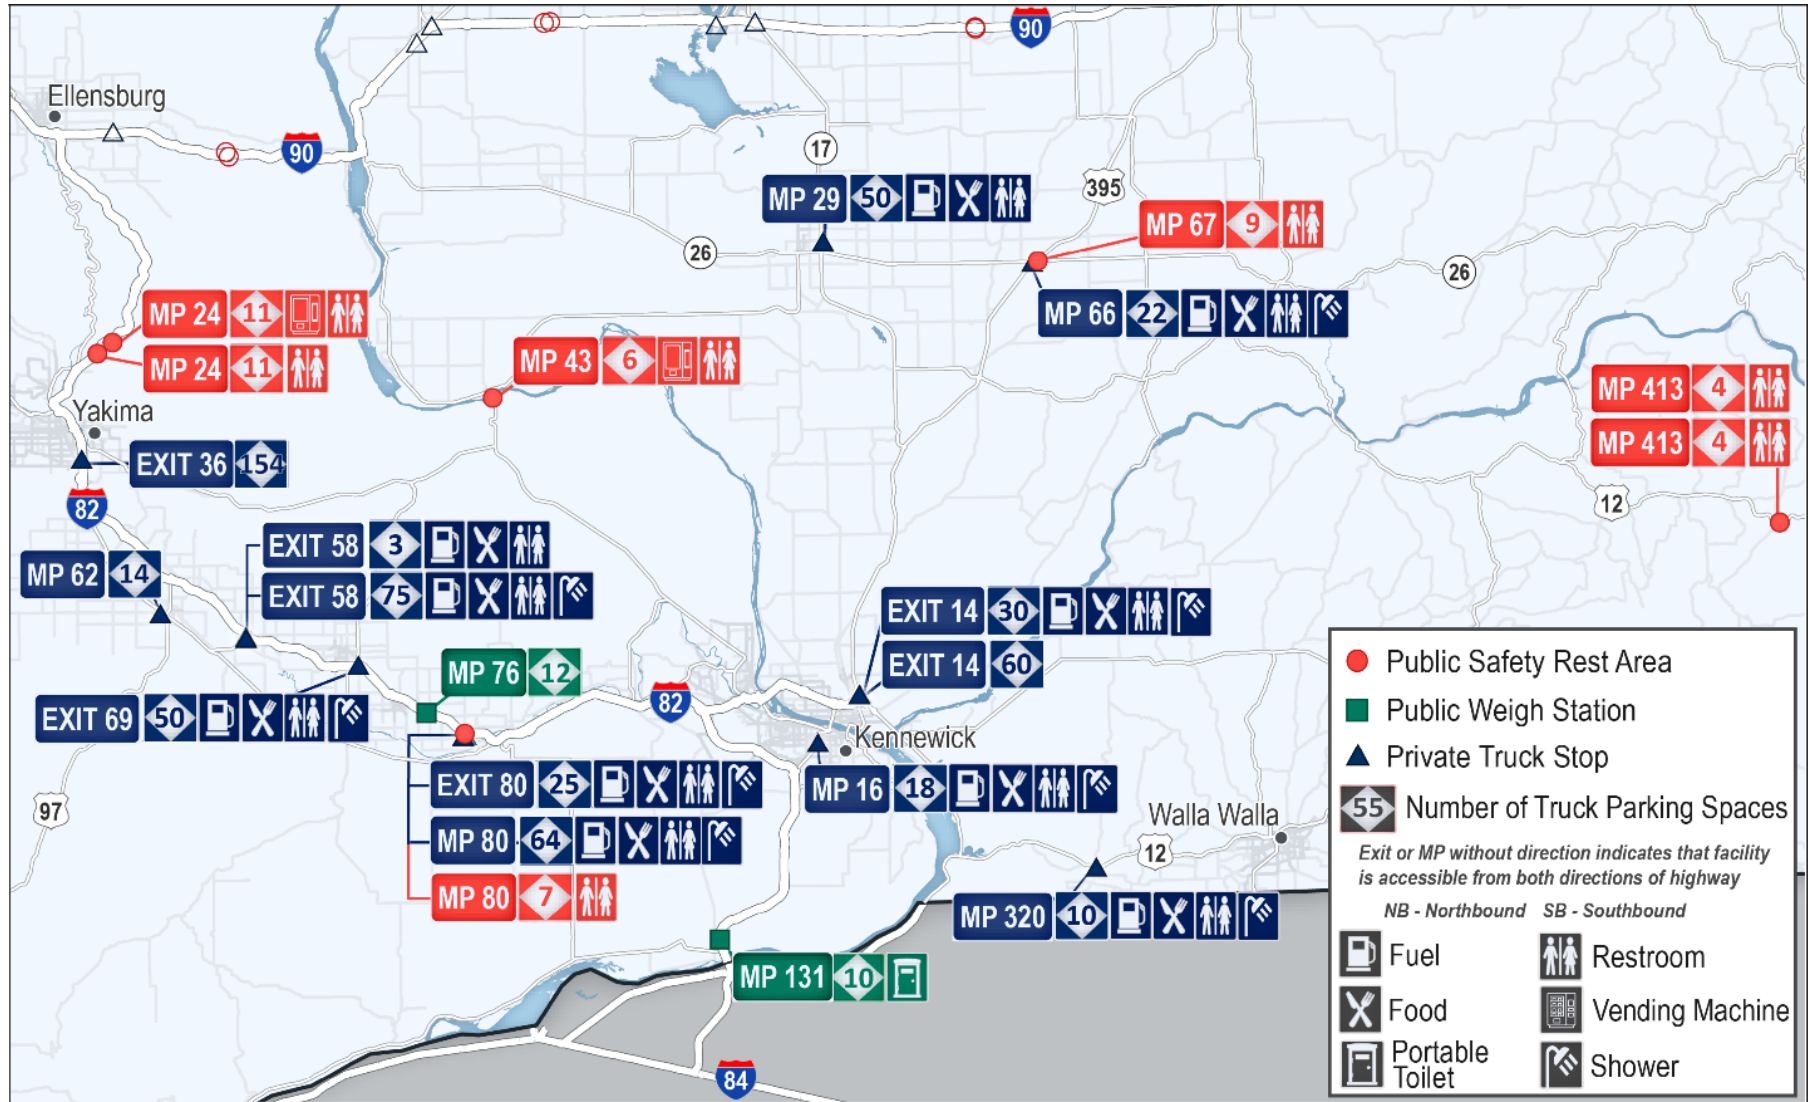 90
Ellensburg
90
17
395
MP 29 50
MP 67 9
26
26
MP 24 11
MP 66 22
MP 24 11
MP 43 6
MP 413 4
Yakima
MP 413 4
EXIT 36 154
82
12
EXIT 58 3
MP 62 14
EXIT 58 75
EXIT 14 30
EXIT 14 60
MP 76 12
82
EXIT 69 50
Kennewick
EXIT 80 25
MP 16 18
97
Walla Walla
MP 80 64
12
MP 80 7
MP 320 10
MP 131 10
84
Public Safety Rest Area
Public Weigh Station
Private Truck Stop
55 Number of Truck Parking Spaces
Exit or MP without direction indicates that facility
is accessible from both directions of highway
NB - Northbound SB - Southbound
Fuel
Restroom
Food
Vending Machine
Portable
Toilet
Shower